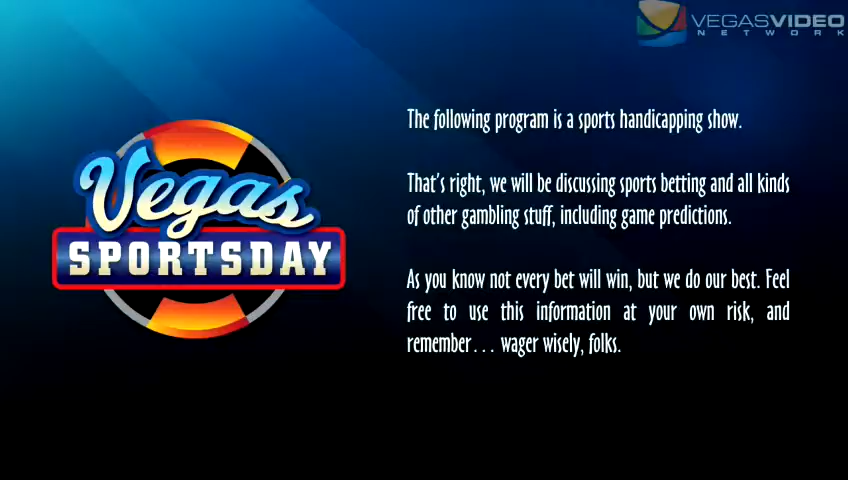 VEGASVIDEO
NETWORK
Vegas
SPORTSDAY
The following program is a sports handicapping show.
That's right, we will be discussing sports betting and all kinds
of other gambling stuff, including game predictions.
As you know not every bet will win, but we do our best. Feel
free to use this information at your own risk, and
remember... wager wisely, folks.